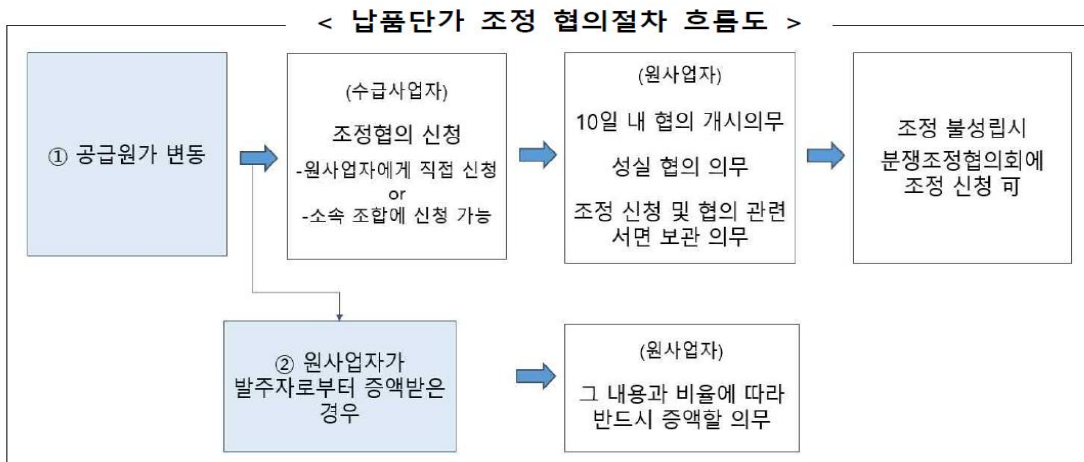 < 납품단가 조정 협의절차 흐름도 >
① 공급원가 변동
(수급사업자)
조정협의 신청
-원사업자에게 직접 신청
or
-소속 조합에 신청 가능
(원사업자)
10일 내 협의 개시의무
성실 협의 의무
조정 신청 및 협의 관련
서면 보관 의무
조정 불성립시
분쟁조정협의회에
조정 신청 可
② 원사업자가
발주자로부터 증액받은
경우
(원사업자)
그 내용과 비율에 따라
반드시 증액할 의무